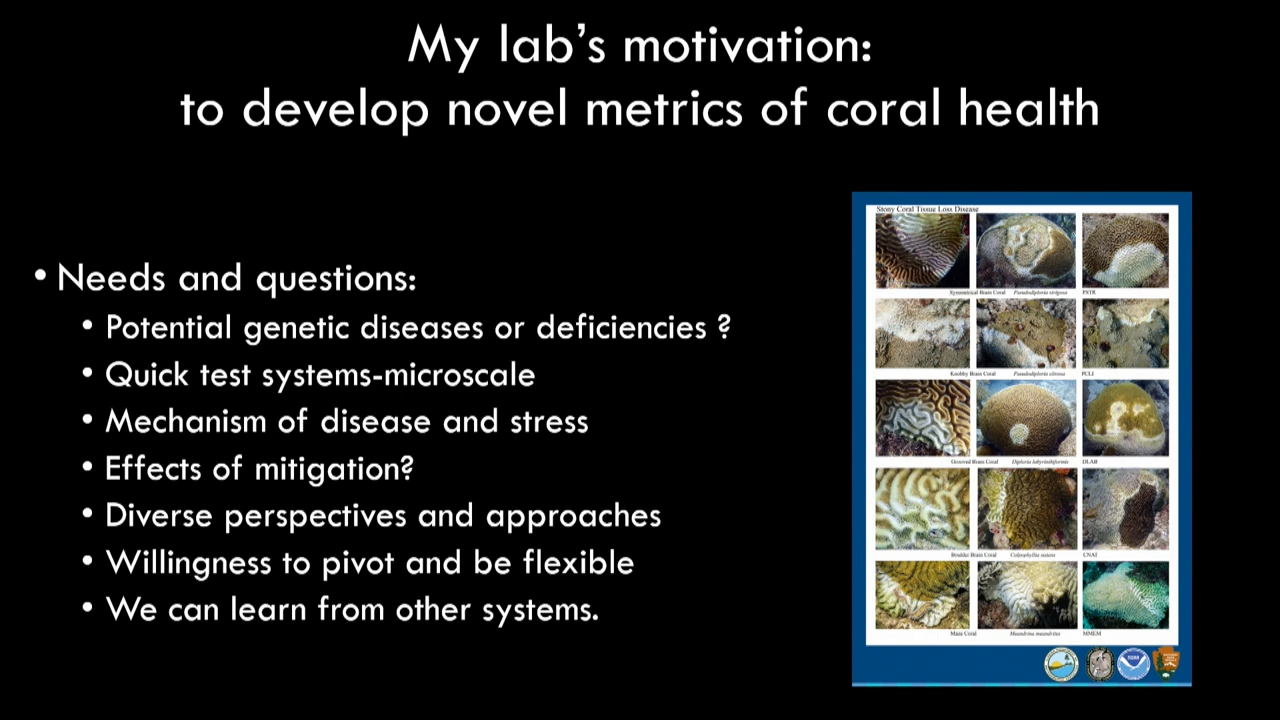 My lab's motivation:
to develop novel metrics of coral health
• Needs and questions:
• Potential genetic diseases or deficiencies ?
• Quick test systems-microscale
• Mechanism of disease and stress
• Effects of mitigation?
• Diverse perspectives and approaches
• Willingness to pivot and be flexible
• We can learn from other systems.
Stony Coral Tissue Loss Disease
Symmetrical Brain Coral Pseudodiploria strigosa PSTR
Knobby Brain Coral Pseudodiploria clivosa PCLI
Grooved Brain Coral Diploria labyrinthiformis DLAB
Boulder Brain Coral Colpophyllia natans CNAT
Maze Coral Meandrina meandrites MMEM